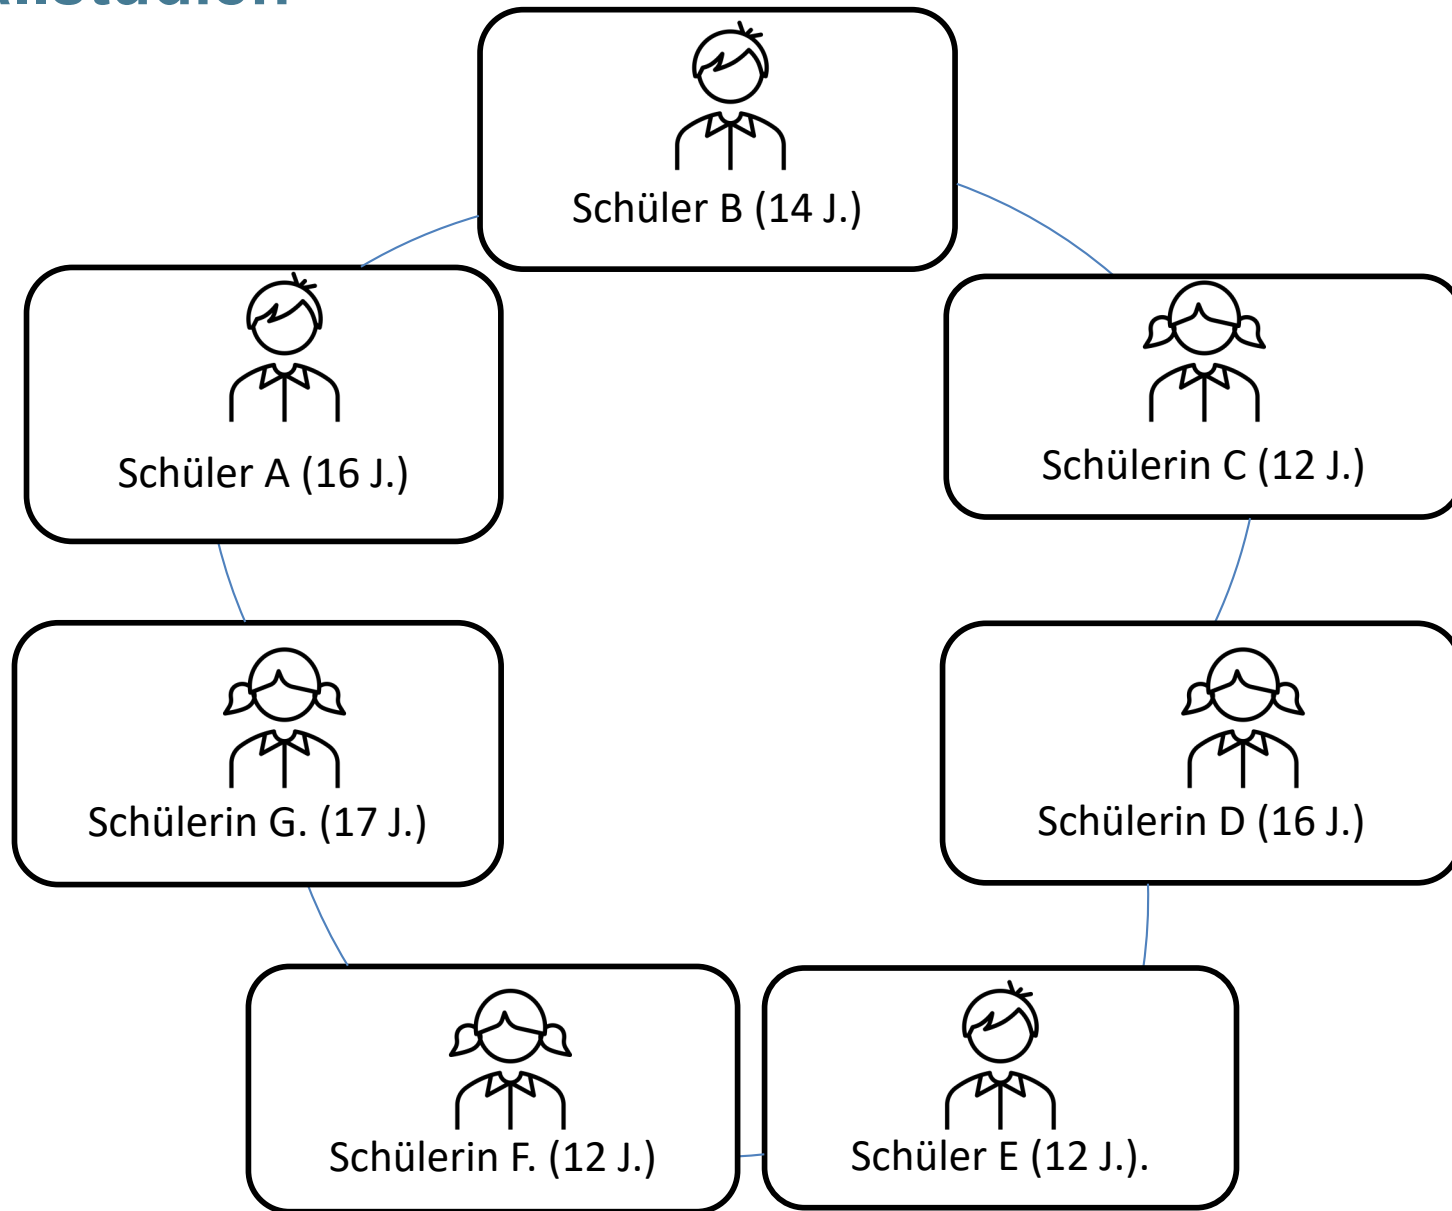 Schüler B (14 J.)
Schüler A (16 J.)
Schülerin C (12 J.)
Schülerin G. (17 J.)
Schülerin D (16 J.)
Schülerin F. (12 J.)
Schüler E (12 J.).